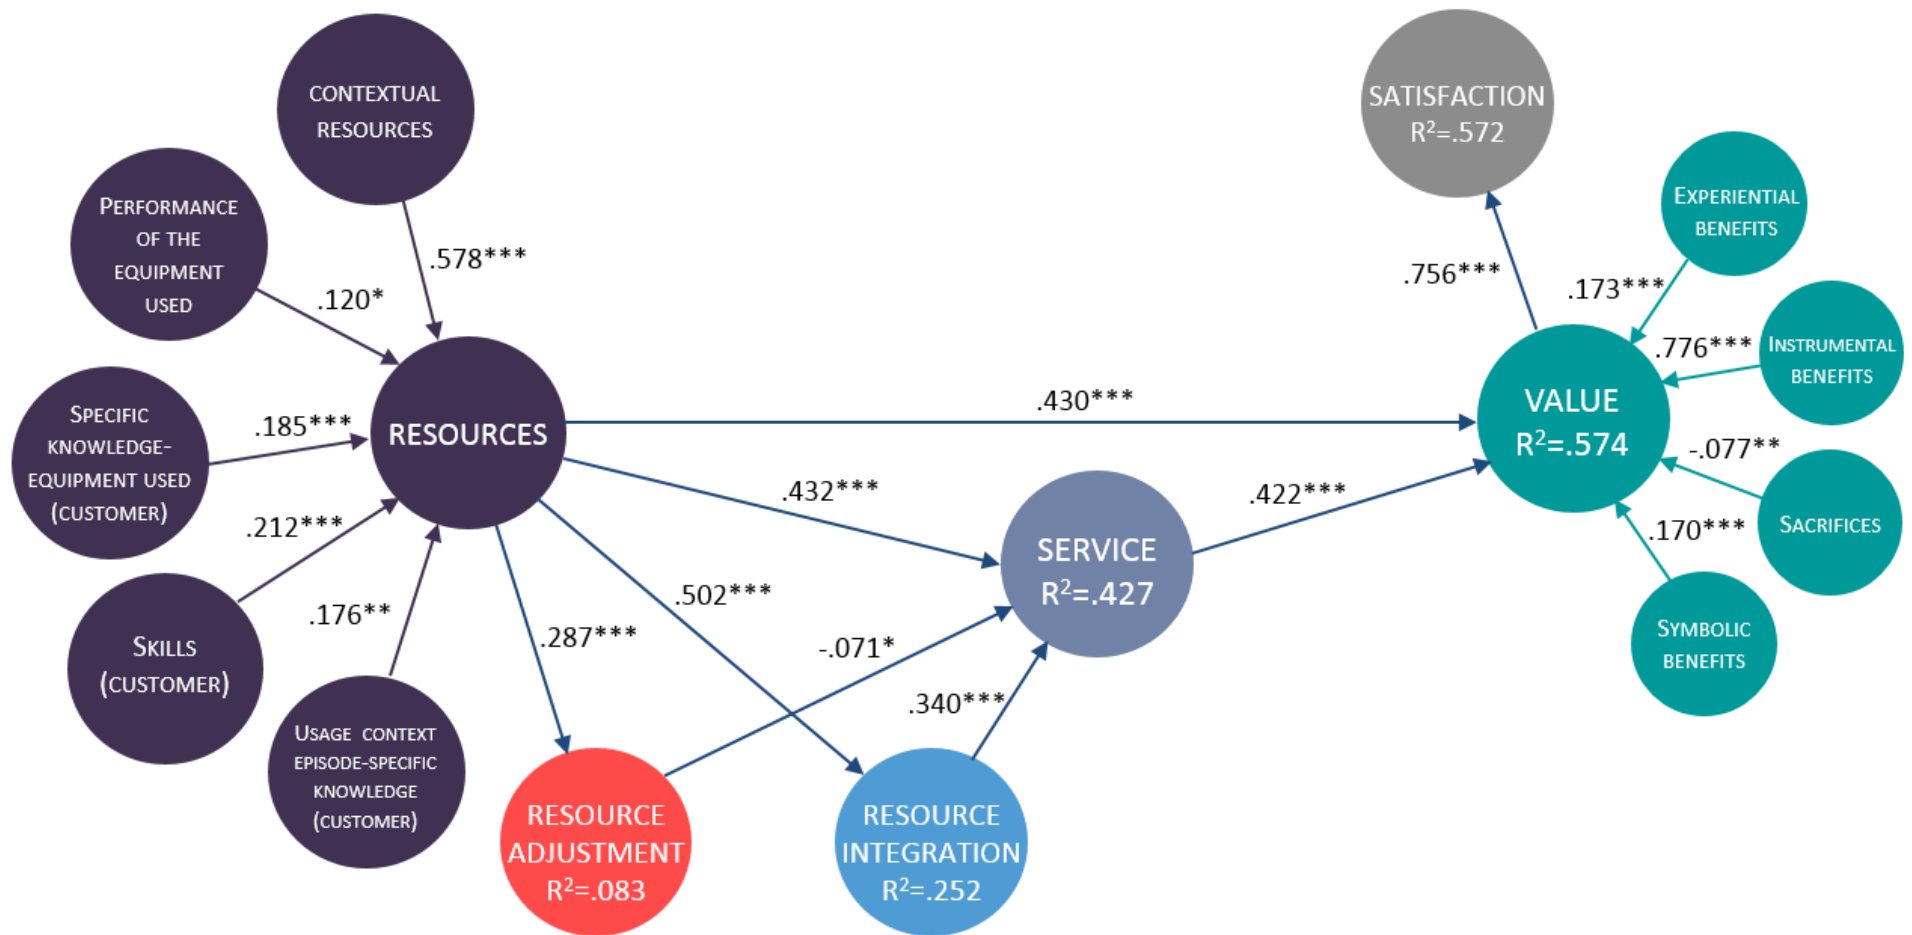 CONTEXTUAL
RESOURCES
SATISFACTION
R²=.572
PERFORMANCE
OF THE
EQUIPMENT
USED
EXPERIENTIAL
BENEFITS
.578***
.120*
.756***
.173***
.776***
INSTRUMENTAL
BENEFITS
SPECIFIC
KNOWLEDGE-
EQUIPMENT USED
(CUSTOMER)
.185***
RESOURCES
.430***
VALUE
R²=.574
-.077**
.432***
.422***
.212***
SACRIFICES
.170***
SERVICE
R²=.427
.176**
.502***
.287***
-.071*
SKILLS
(CUSTOMER)
SYMBOLIC
BENEFITS
.340***
USAGE CONTEXT
EPISODE-SPECIFIC
KNOWLEDGE
(CUSTOMER)
RESOURCE
ADJUSTMENT
R²=.083
RESOURCE
INTEGRATION
R²=.252